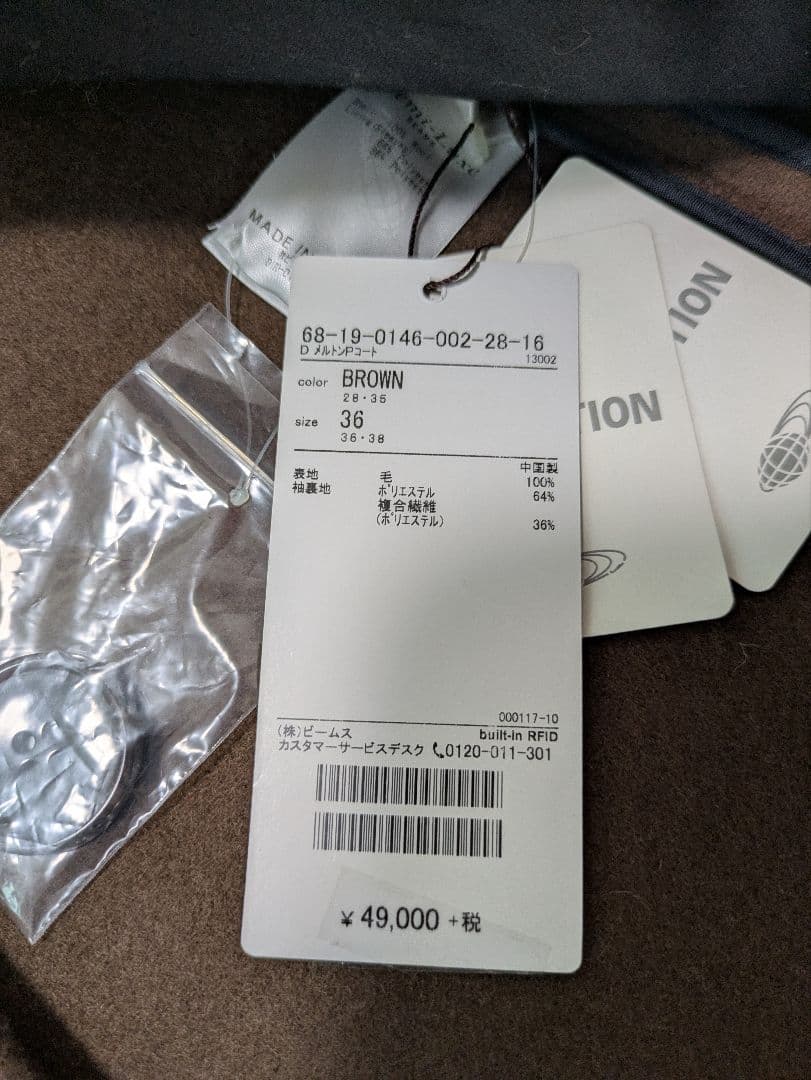 MADE IN
68-19-0146-002-28-16
D メルトンPコート
13002
color BROWN
28・35
size 36
36・38
中国製
表地 毛 100%
袖裏地 ポリエステル 64%
複合繊維
(ポリエステル) 36%
000117-10
(株)ビームス built-in RFID
カスタマーサービスデスク 0120-011-301
¥ 49,000 +税
TION
TION